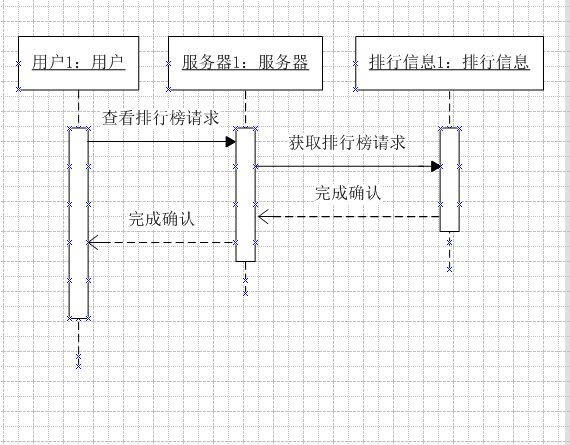 用户1：用户
服务器1：服务器
排行信息1：排行信息
查看排行榜请求
获取排行榜请求
完成确认
完成确认